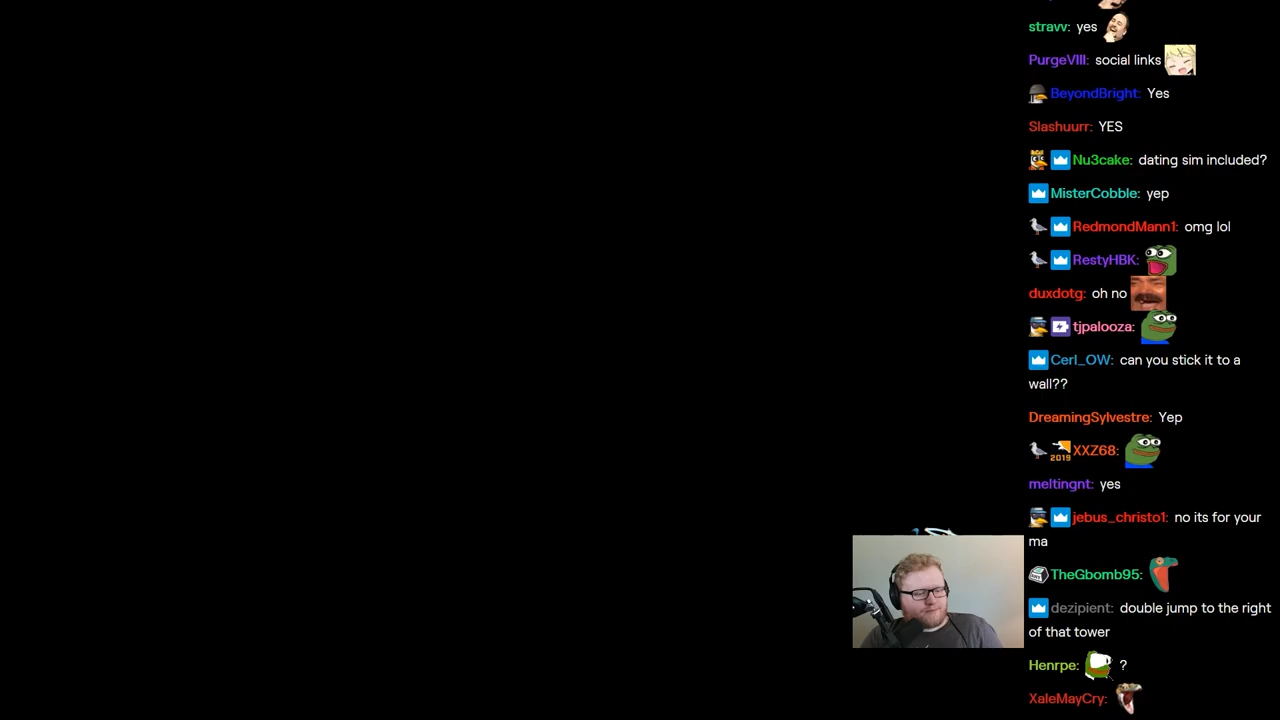 stravv: yes
PurgeVIII: social links
BeyondBright: Yes
Slashuurr: YES
Nu3cake: dating sim included?
MisterCobble: yep
RedmondMann1: omg lol
RestyHBK:
duxdotg: oh no
tjpalooza:
Cerl_OW: can you stick it to a
wall??
DreamingSylvestre: Yep
2019 XXZ68:
meltingnt: yes
jebus_christo1: no its for your
ma
TheGbomb95:
dezipient: double jump to the right
of that tower
Henrpe: ?
XaleMayCry: